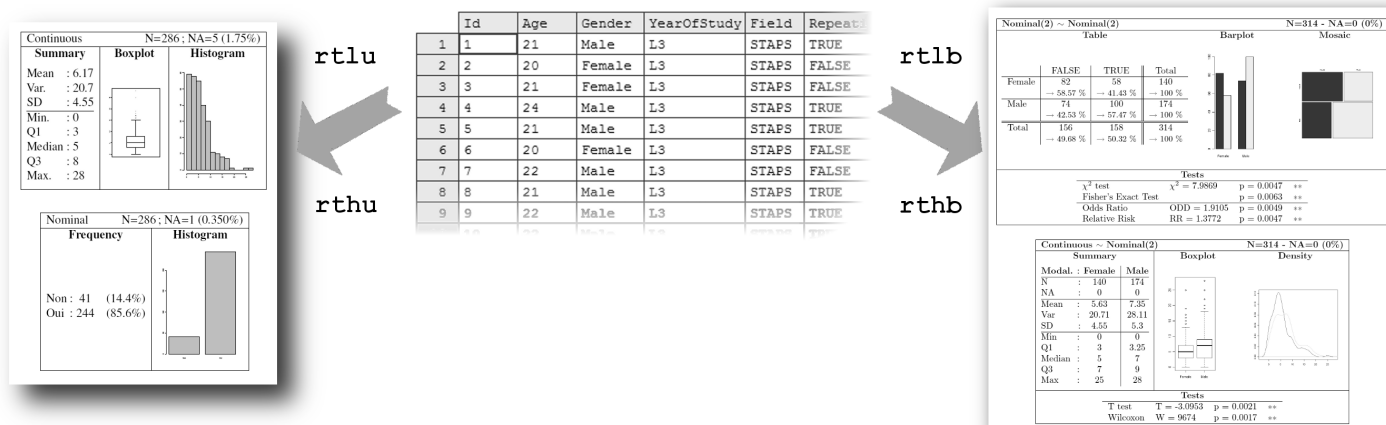 Continuous N=286 ; NA=5 (1.75%)
Summary Boxplot Histogram
Mean : 6.17
Var. : 20.7
SD : 4.55
Min. : 0
Q1 : 3
Median : 5
Q3 : 8
Max. : 28
Nominal N=286 ; NA=1 (0.350%)
Frequency Histogram
Non : 41 (14.4%)
Oui : 244 (85.6%)
rtlu
rthu
Id Age Gender YearOfStudy Field Repeati
1 1 21 Male L3 STAPS TRUE
2 2 20 Female L3 STAPS FALSE
3 3 21 Female L3 STAPS FALSE
4 4 24 Male L3 STAPS TRUE
5 5 21 Male L3 STAPS FALSE
6 6 20 Female L3 STAPS FALSE
7 7 22 Male L3 STAPS FALSE
8 8 21 Male L3 STAPS TRUE
9 9 22 Male L3 STAPS TRUE
rtlb
rthb
Nominal(2) ~ Nominal(2) N=314 - NA=0 (0%)
Table Barplot Mosaic
FALSE TRUE Total
Female 82 58 140
→ 58.57 % → 41.43 % → 100 %
Male 74 100 174
→ 42.53 % → 57.47 % → 100 %
Total 156 158 314
→ 49.68 % → 50.32 % → 100 %
Female Male
Tests
χ² test χ² = 7.9869 p = 0.0047 **
Fisher's Exact Test p = 0.0063 **
Odds Ratio ODD = 1.9105 p = 0.0049 **
Relative Risk RR = 1.3772 p = 0.0047 **
Continuous ~ Nominal(2) N=314 - NA=0 (0%)
Summary Boxplot Density
Modal. : Female Male
N : 140 174
NA : 0 0
Mean : 5.63 7.35
Var : 20.71 28.11
SD : 4.55 5.3
Min : 0 0
Q1 : 3 3.25
Median : 5 7
Q3 : 7 9
Max : 25 28
Female Male
Tests
T test T = -3.0953 p = 0.0021 **
Wilcoxon W = 9674 p = 0.0017 **